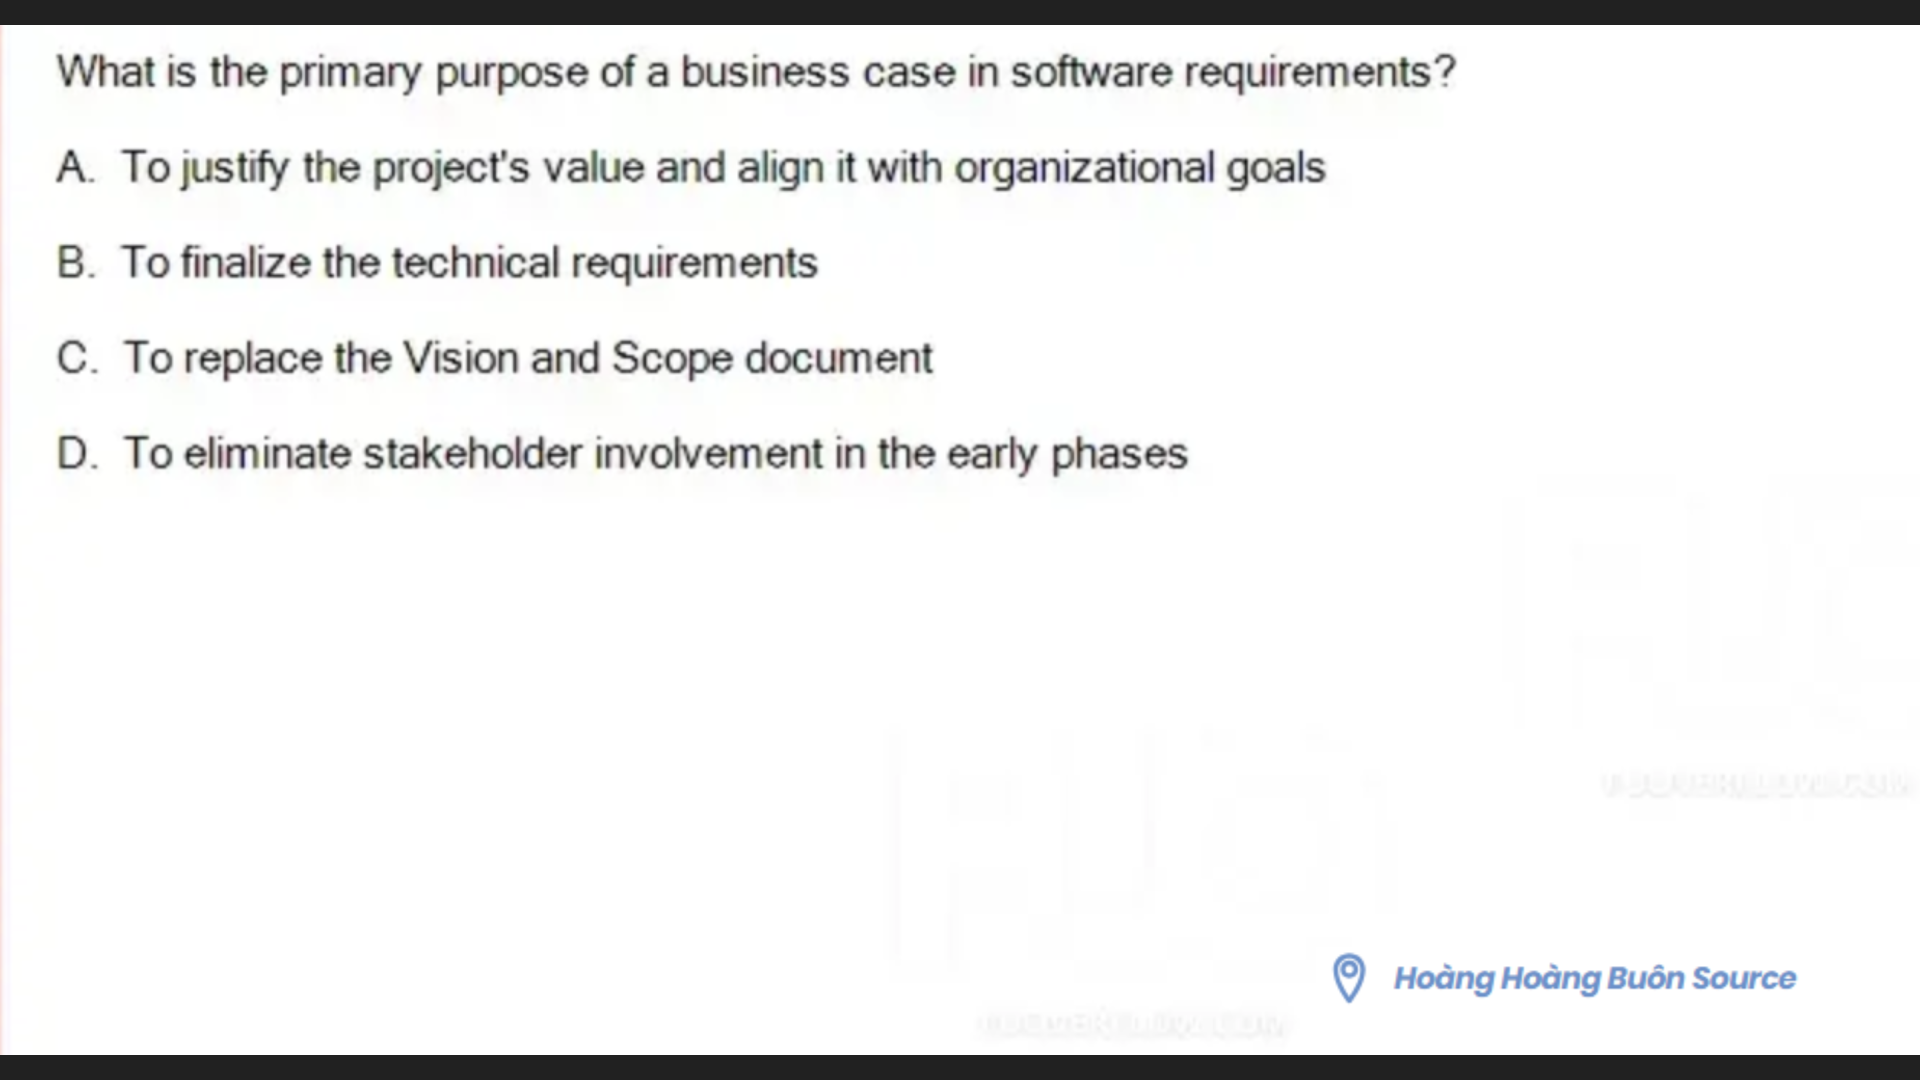 What is the primary purpose of a business case in software requirements?
A. To justify the project's value and align it with organizational goals
B. To finalize the technical requirements
C. To replace the Vision and Scope document
D. To eliminate stakeholder involvement in the early phases
Hoàng Hoàng Buôn Source